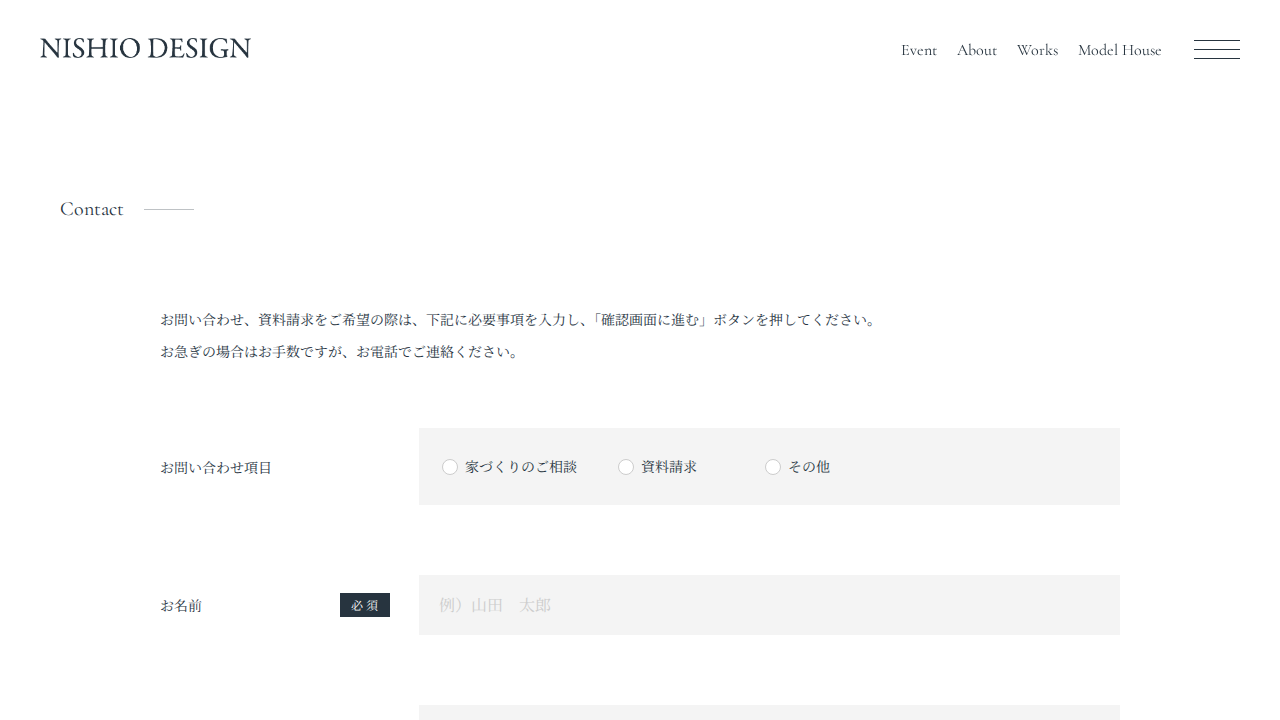 NISHIO DESIGN
Event About Works Model House
Contact
お問い合わせ、資料請求をご希望の際は、下記に必要事項を入力し、「確認画面に進む」ボタンを押してください。
お急ぎの場合はお手数ですが、お電話でご連絡ください。
お問い合わせ項目
家づくりのご相談 資料請求 その他
お名前 必須
例）山田　太郎